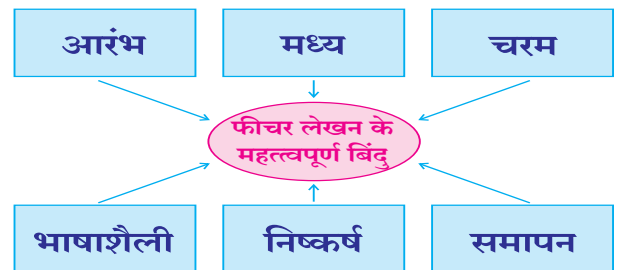 आरंभ
मध्य
चरम
फीचर लेखन के
महत्त्वपूर्ण बिंदु
भाषाशैली
निष्कर्ष
समापन